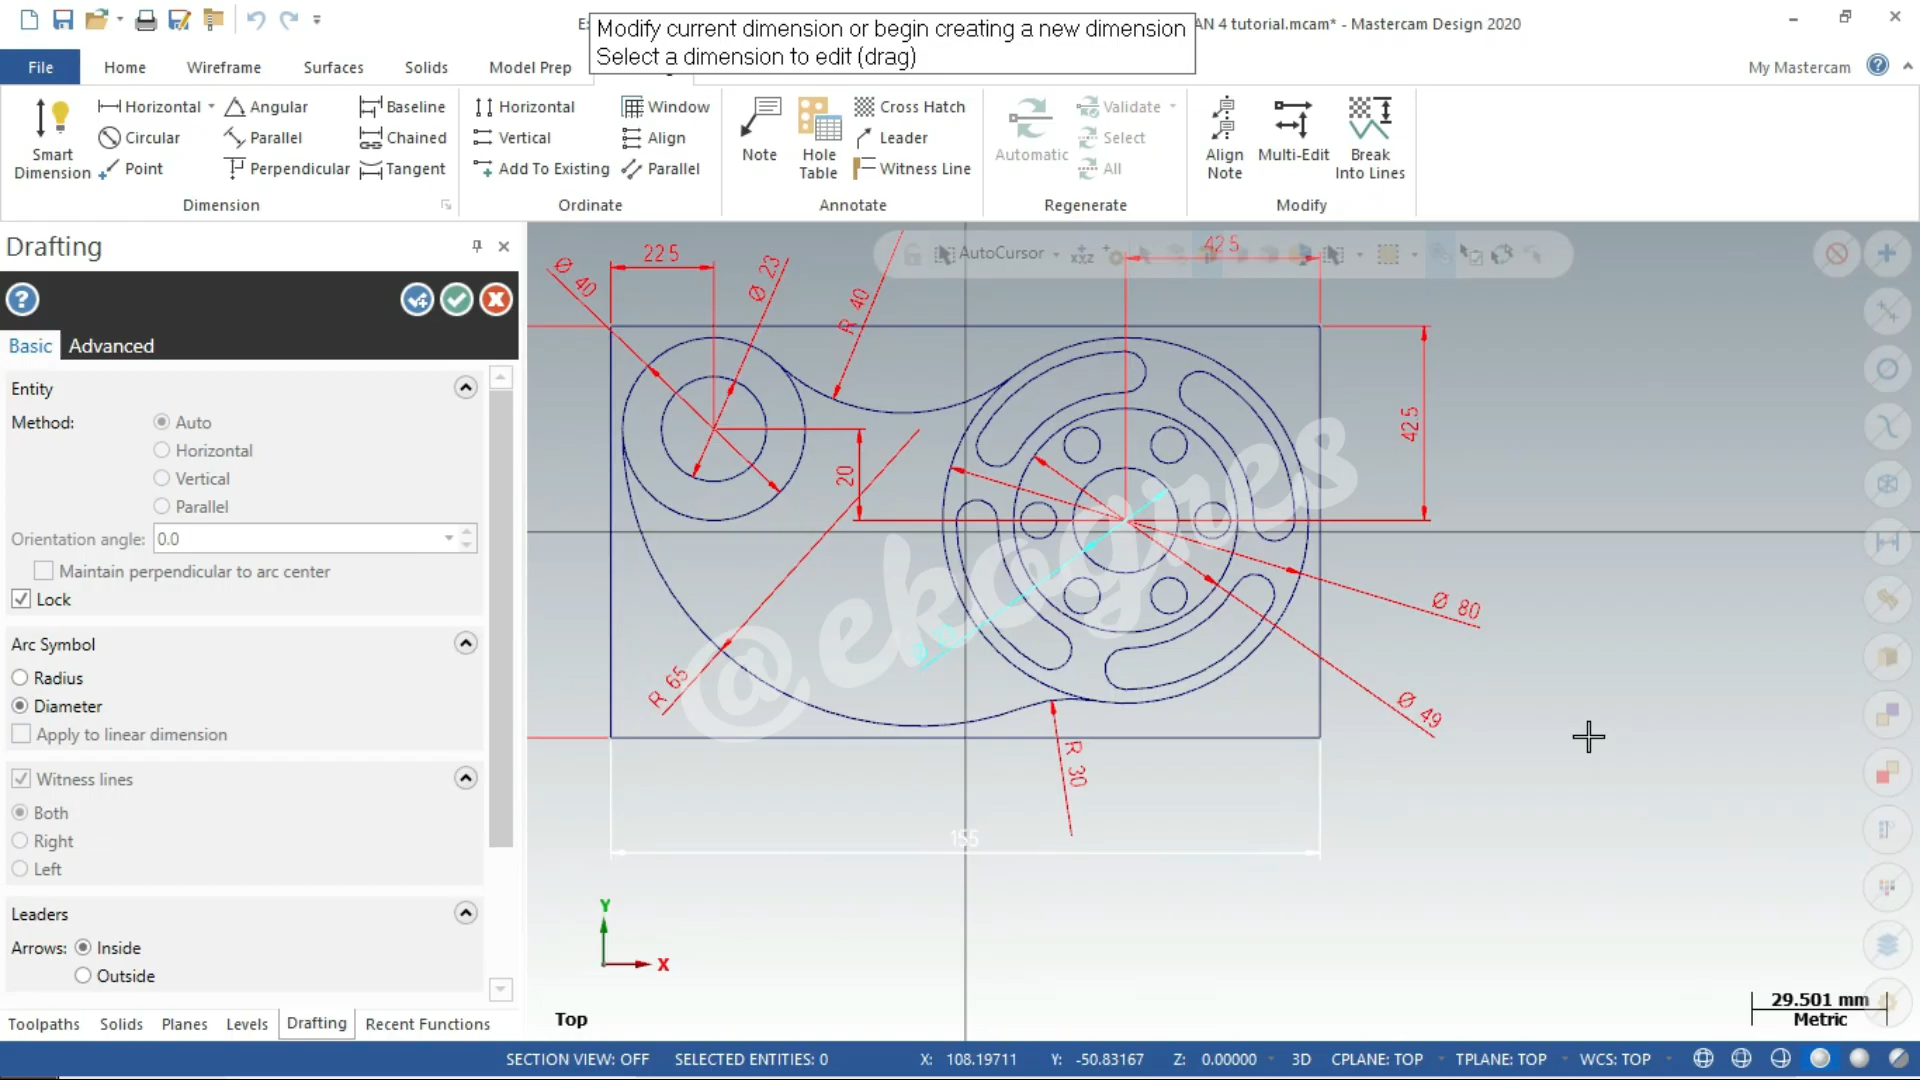 AN 4 tutorial.mcam* - Mastercam Design 2020
Modify current dimension or begin creating a new dimension
Select a dimension to edit (drag)
File
Home
Wireframe
Surfaces
Solids
Model Prep
My Mastercam
Smart Dimension
Horizontal
Circular
Point
Angular
Parallel
Perpendicular
Baseline
Chained
Tangent
Dimension
Horizontal
Vertical
Add To Existing
Window
Align
Parallel
Ordinate
Note
Hole Table
Cross Hatch
Leader
Witness Line
Annotate
Automatic
Validate
Select
All
Regenerate
Align Note
Multi-Edit
Break Into Lines
Modify
Drafting
Basic
Advanced
Entity
Method:
Auto
Horizontal
Vertical
Parallel
Orientation angle: 0.0
Maintain perpendicular to arc center
Lock
Arc Symbol
Radius
Diameter
Apply to linear dimension
Witness lines
Both
Right
Left
Leaders
Arrows: Inside
Outside
Toolpaths
Solids
Planes
Levels
Drafting
Recent Functions
AutoCursor
22.5
42.5
Ø 40
Ø 23
R 40
42.5
20
Ø 80
R 65
Ø 49
R 30
155
@ekogres
Y
X
Top
29.501 mm
Metric
SECTION VIEW: OFF
SELECTED ENTITIES: 0
X: 108.19711
Y: -50.83167
Z: 0.00000
3D
CPLANE: TOP
TPLANE: TOP
WCS: TOP